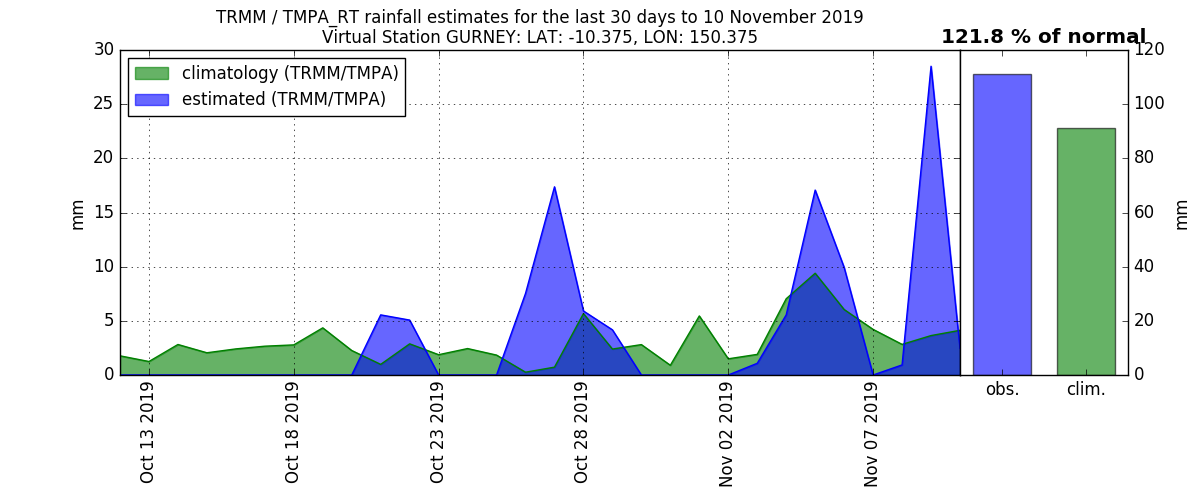 TRMM / TMPA_RT rainfall estimates for the last 30 days to 10 November 2019
Virtual Station GURNEY: LAT: -10.375, LON: 150.375
121.8 % of normal
climatology (TRMM/TMPA)
estimated (TRMM/TMPA)
30
25
20
15
10
5
0
mm
Oct 13 2019
Oct 18 2019
Oct 23 2019
Oct 28 2019
Nov 02 2019
Nov 07 2019
120
100
80
60
40
20
0
mm
obs.
clim.